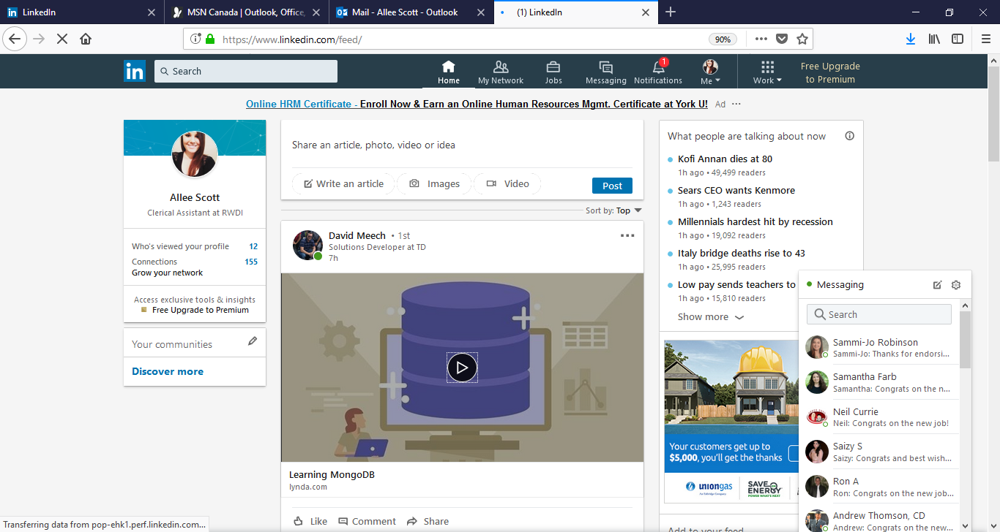 LinkedIn
MSN Canada | Outlook, Office,
Mail - Allee Scott - Outlook
(1) LinkedIn
https://www.linkedin.com/feed/
90%
in
Search
Home
My Network
Jobs
Messaging
1
Notifications
Me
Work
Free Upgrade
to Premium
Online HRM Certificate - Enroll Now & Earn an Online Human Resources Mgmt. Certificate at York U! Ad ...
Allee Scott
Clerical Assistant at RWDI
Who's viewed your profile 12
Connections 155
Grow your network
Access exclusive tools & insights
Free Upgrade to Premium
Your communities
Discover more
Share an article, photo, video or idea
Write an article
Images
Video
Post
Sort by: Top
David Meech • 1st
Solutions Developer at TD
7h
Learning MongoDB
lynda.com
Like
Comment
Share
What people are talking about now
Kofi Annan dies at 80
1h ago • 49,499 readers
Sears CEO wants Kenmore
1h ago • 1,243 readers
Millennials hardest hit by recession
1h ago • 19,092 readers
Italy bridge deaths rise to 43
1h ago • 25,995 readers
Low pay sends teachers to
1h ago • 15,810 readers
Show more
Your customers get up to
$5,000, you'll get the thanks
uniongas
An Enbridge Company
SAVE ON
ENERGY
POWER WHAT'S NEXT
Add to your feed
Messaging
Search
Sammi-Jo Robinson
Sammi-Jo: Thanks for endorsi...
Samantha Farb
Samantha: Congrats on the n...
Neil Currie
Neil: Congrats on the new job!
Saizy S
Saizy: Congrats and best wish...
Ron A
Ron: Congrats on the new job...
Andrew Thomson, CD
Andrew: Congrats on the new...
Transferring data from pop-ehk1.perf.linkedin.com...